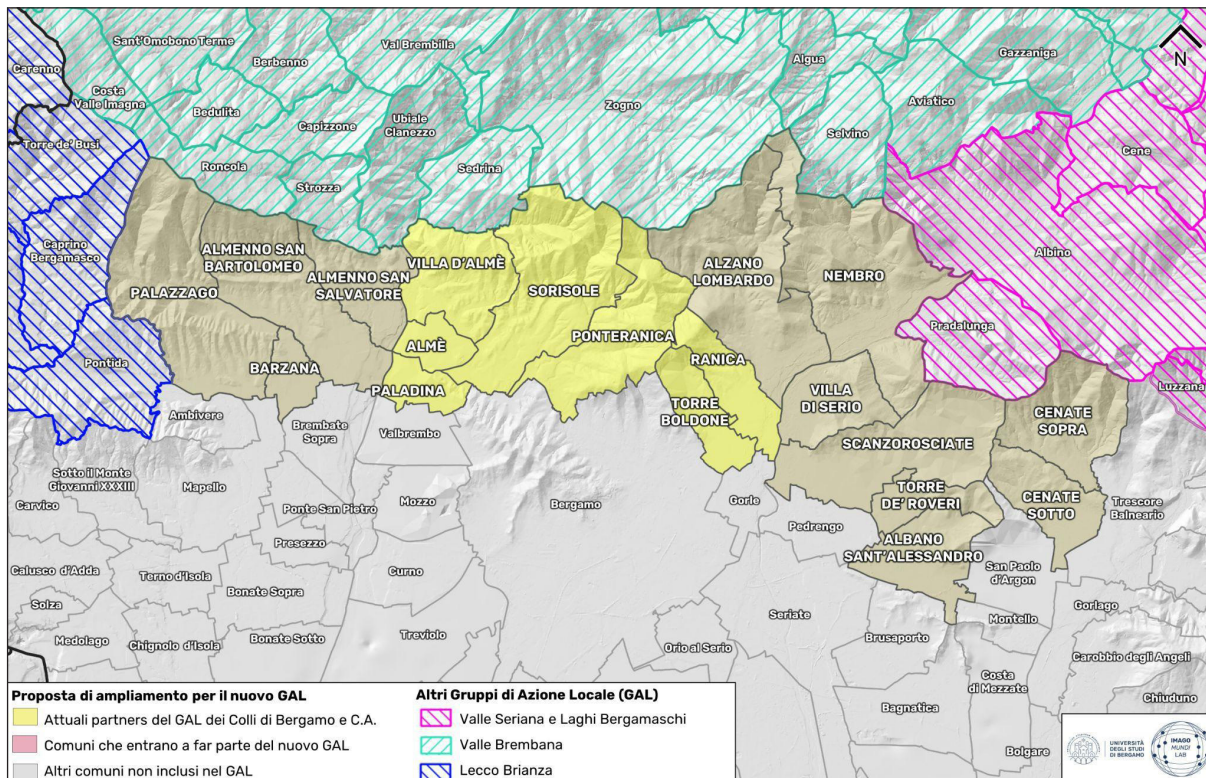 Sant'Omobono Terme
Val Brembilla
Berbenno
Algua
Gazzaniga
N
Carenno
Costa
Valle Imagna
Bedulita
Capizzone
Ubiale
Clanezzo
Zogno
Aviatico
Selvino
Torre de' Busi
Roncola
Strozza
Sedrina
Cene
Caprino
Bergamasco
ALMENNO SAN
BARTOLOMEO
ALMENNO SAN
SALVATORE
VILLA D'ALMÈ
SORISOLE
ALZANO
LOMBARDO
NEMBRO
Albino
PALAZZAGO
Pontida
BARZANA
ALMÈ
PALADINA
PONTERANICA
RANICA
TORRE
BOLDONE
VILLA
DI SERIO
Pradalunga
Luzzana
Ambivere
Brembate
Sopra
Valbrembo
SCANZOROSCIATE
CENATE
SOPRA
Sotto il Monte
Giovanni XXXIII
Mapello
Carvico
Ponte San Pietro
Mozzo
Bergamo
Gorle
Pedrengo
TORRE
DE' ROVERI
CENATE
SOTTO
Trescore
Balneario
Presezzo
ALBANO
SANT'ALESSANDRO
San Paolo
d'Argon
Calusco d'Adda
Terno d'Isola
Curno
Bonate Sopra
Solza
Medolago
Chignolo d'Isola
Bonate Sotto
Treviolo
Orio al Serio
Seriate
Brusaporto
Montello
Gorlago
Carobbio degli Angeli
Costa
di Mezzate
Bagnatica
Chiuduno
Bolgare
Proposta di ampliamento per il nuovo GAL
Attuali partners del GAL dei Colli di Bergamo e C.A.
Comuni che entrano a far parte del nuovo GAL
Altri comuni non inclusi nel GAL
Altri Gruppi di Azione Locale (GAL)
Valle Seriana e Laghi Bergamaschi
Valle Brembana
Lecco Brianza
UNIVERSITÀ
DEGLI STUDI
DI BERGAMO
IMAGO
MUNDI
LAB